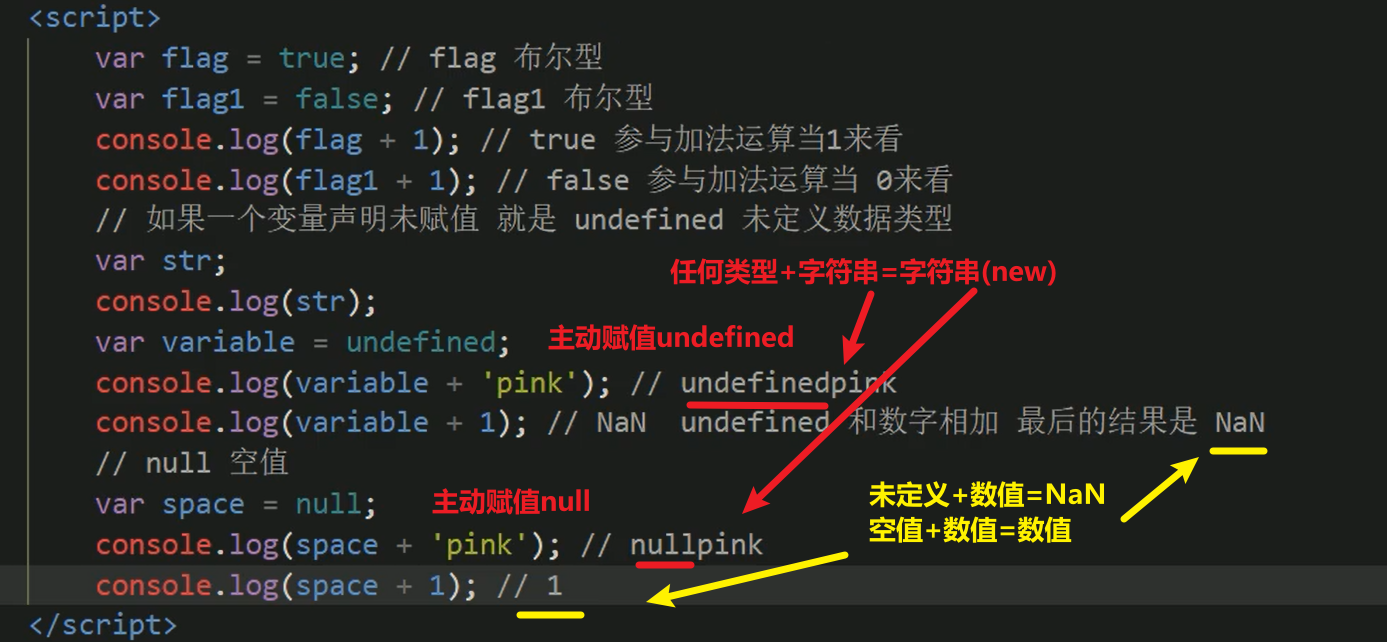 <script>
var flag = true; // flag 布尔型
var flag1 = false; // flag1 布尔型
console.log(flag + 1); // true 参与加法运算当1来看
console.log(flag1 + 1); // false 参与加法运算当 0来看
// 如果一个变量声明未赋值 就是 undefined 未定义数据类型
var str;
任何类型+字符串=字符串(new)
console.log(str);
var variable = undefined;
主动赋值undefined
console.log(variable + 'pink'); // undefinedpink
console.log(variable + 1); // NaN undefined 和数字相加 最后的结果是 NaN
// null 空值
var space = null;
主动赋值null
未定义+数值=NaN
空值+数值=数值
console.log(space + 'pink'); // nullpink
console.log(space + 1); // 1
</script>